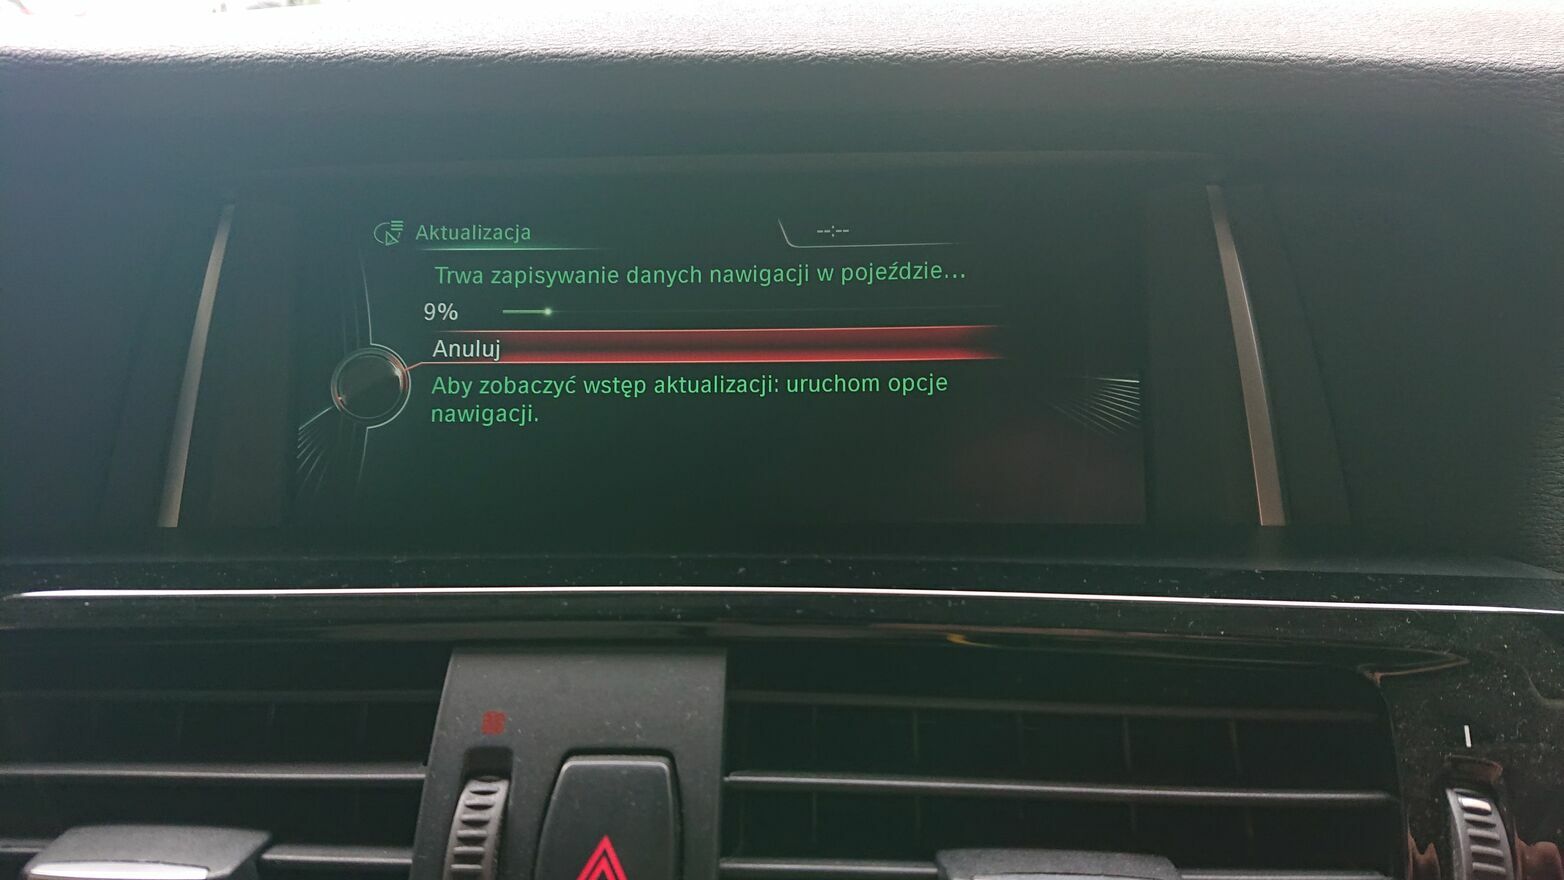 Aktualizacja
--:--
Trwa zapisywanie danych nawigacji w pojeździe...
9%
Anuluj
Aby zobaczyć wstęp aktualizacji: uruchom opcje
nawigacji.